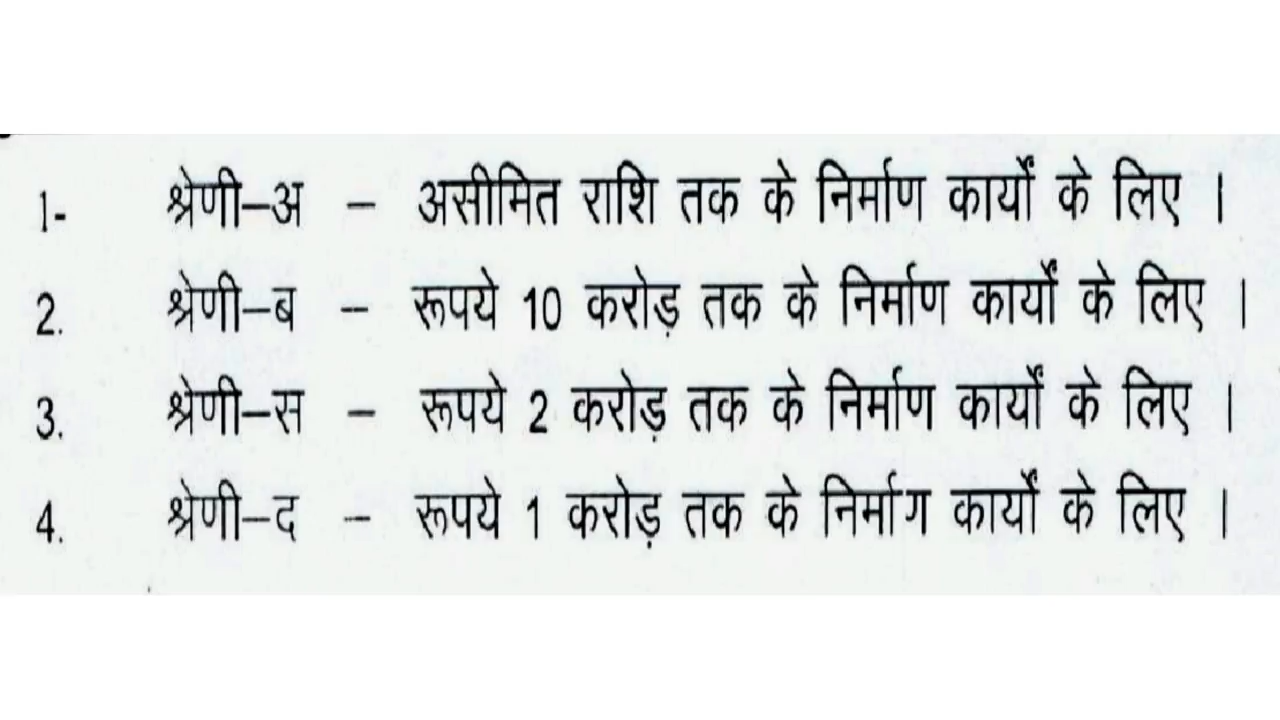 1- श्रेणी–अ – असीमित राशि तक के निर्माण कार्यों के लिए ।
2. श्रेणी–ब – रूपये 10 करोड़ तक के निर्माण कार्यों के लिए ।
3. श्रेणी–स – रूपये 2 करोड़ तक के निर्माण कार्यों के लिए ।
4. श्रेणी–द – रूपये 1 करोड़ तक के निर्माग कार्यों के लिए ।